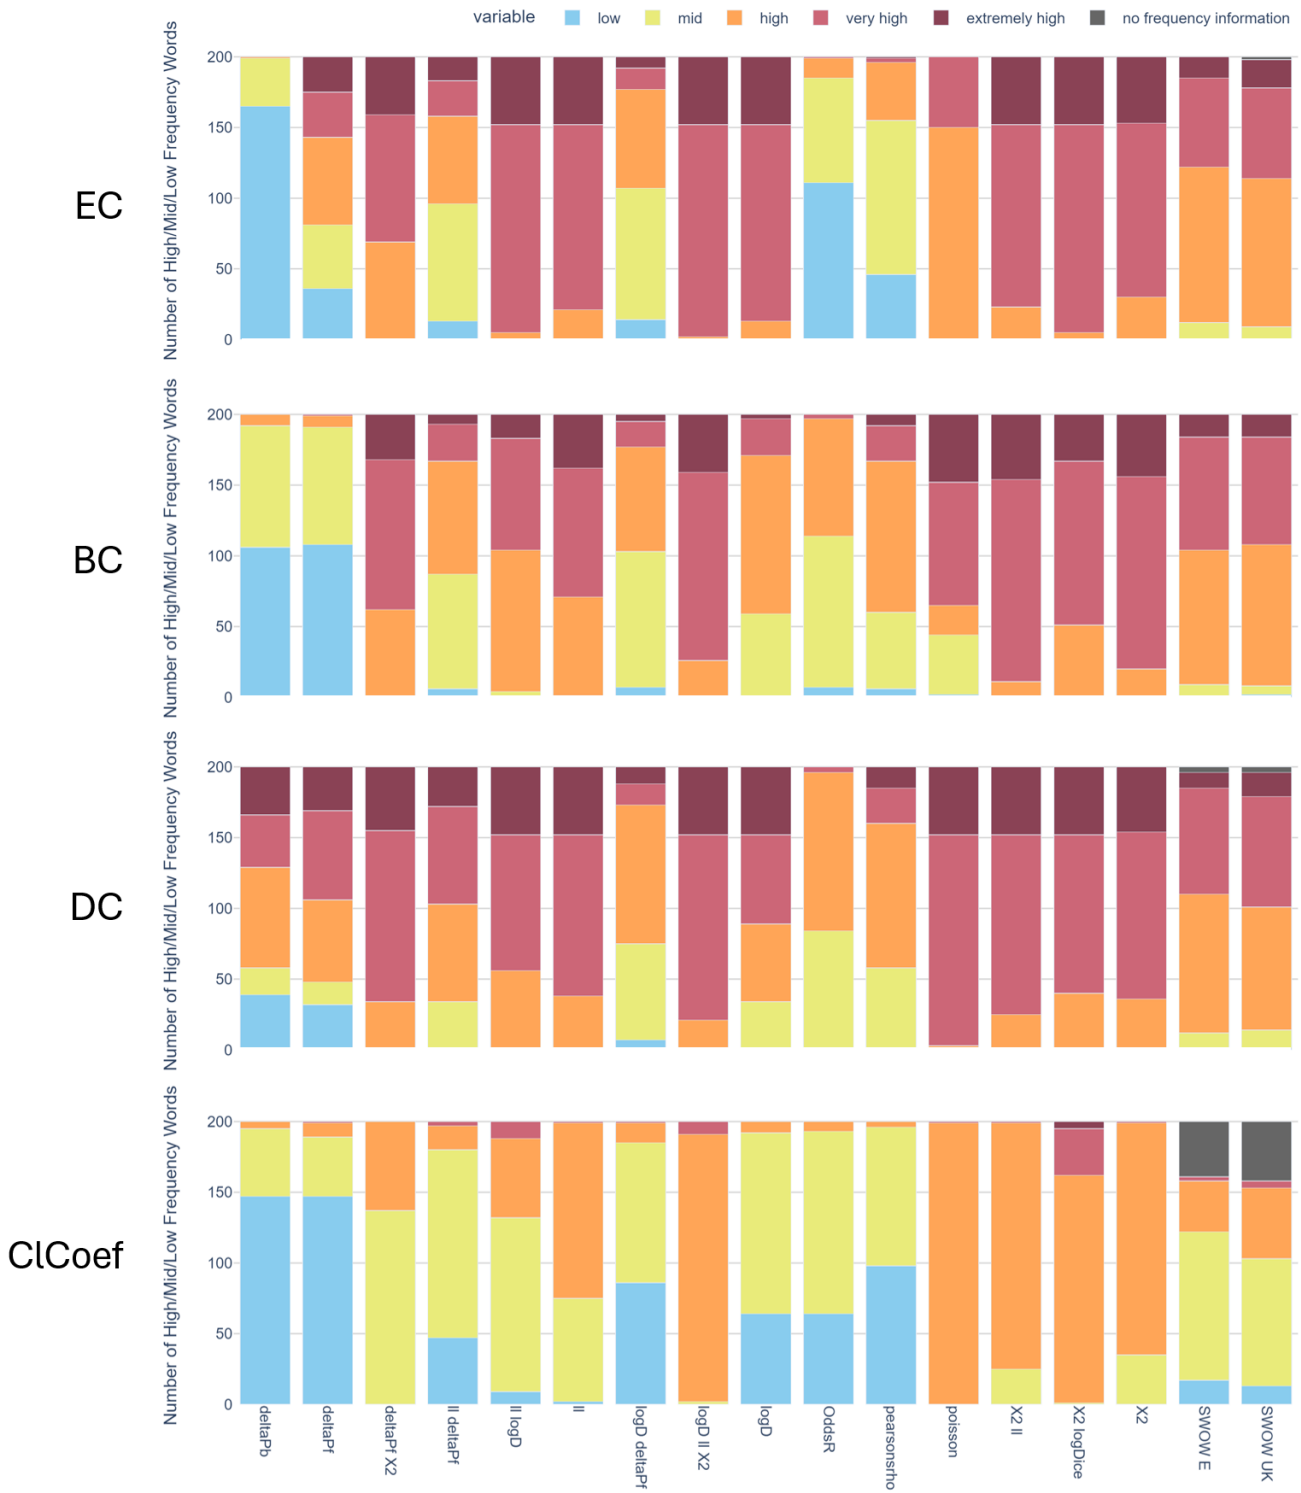 variable low mid high very high extremely high no frequency information
EC
Number of High/Mid/Low Frequency Words
200
150
100
50
0
BC
Number of High/Mid/Low Frequency Words
200
150
100
50
0
DC
Number of High/Mid/Low Frequency Words
200
150
100
50
0
ClCoef
Number of High/Mid/Low Frequency Words
200
150
100
50
0
deltaPb
deltaPf
deltaPf X2
ll deltaPf
ll logD
ll
logD deltaPf
logD ll X2
logD
OddsR
pearsonsrho
poisson
X2 ll
X2 logDice
X2
SWOW E
SWOW UK